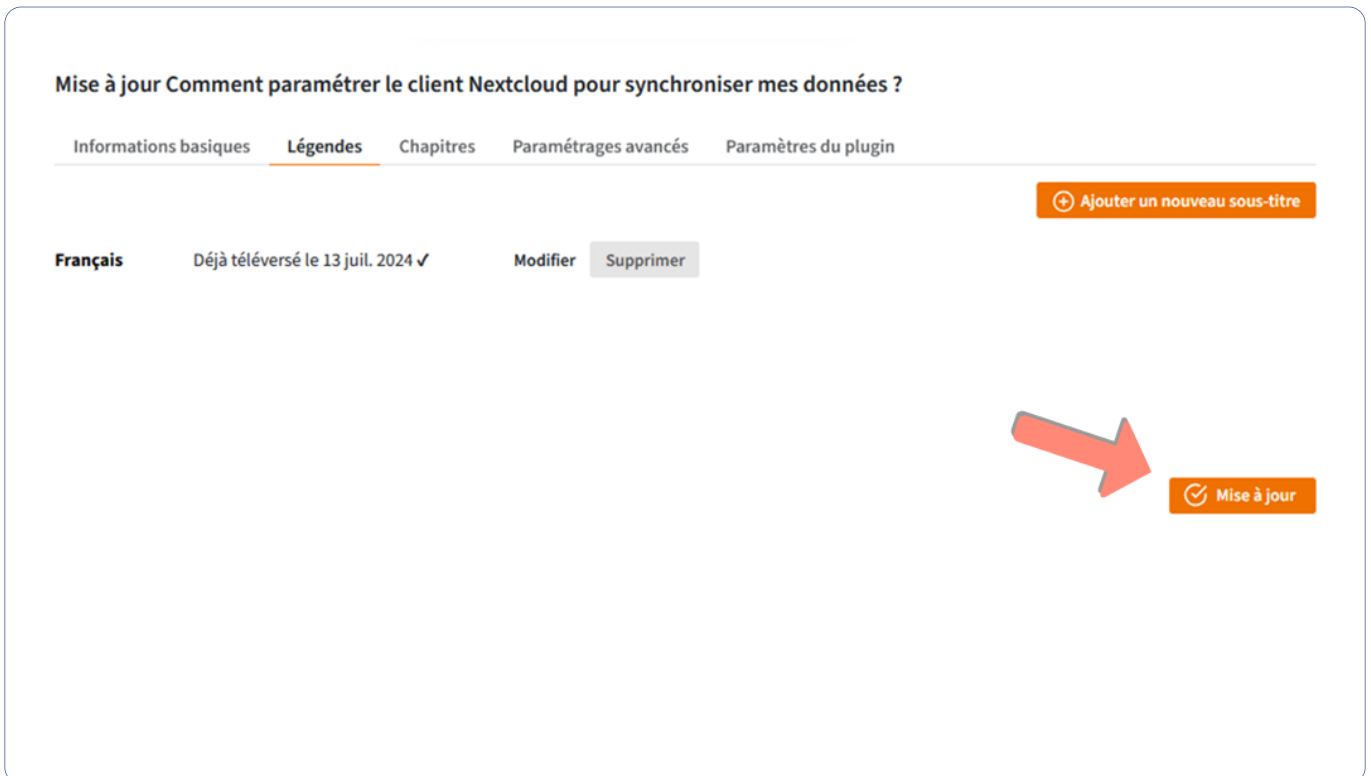 Mise à jour Comment paramétrer le client Nextcloud pour synchroniser mes données ?
Informations basiques Légendes Chapitres Paramétrages avancés Paramètres du plugin
Ajouter un nouveau sous-titre
Français Déjà téléversé le 13 juil. 2024 ✔ Modifier Supprimer
Mise à jour